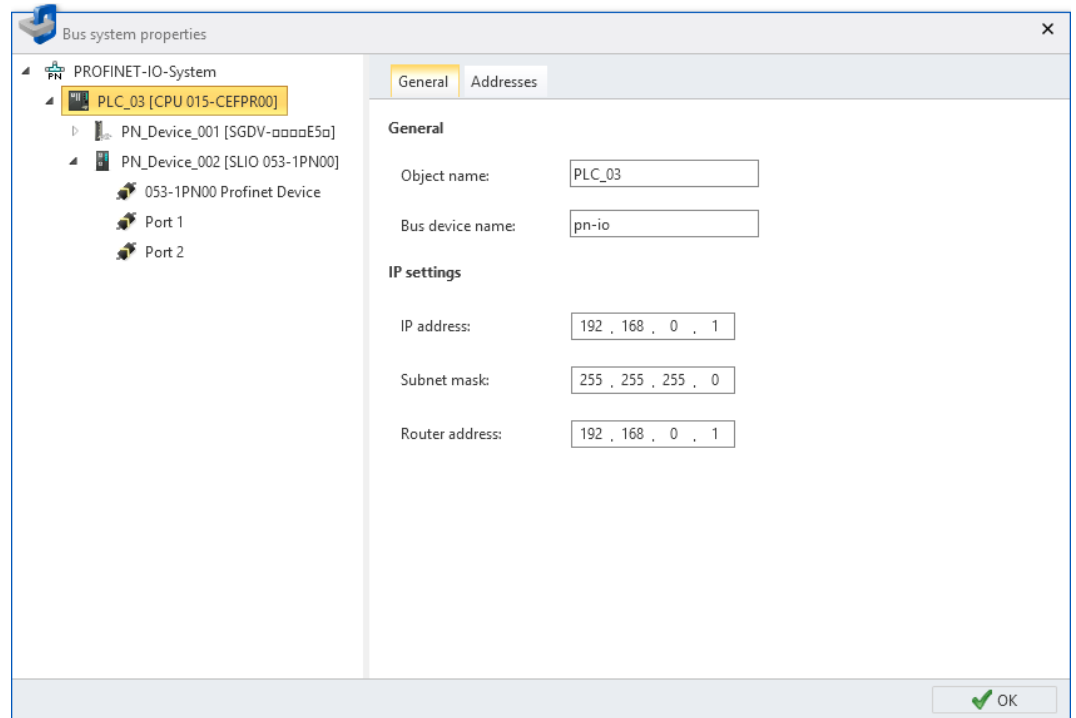 Bus system properties
PROFINET-IO-System
PLC_03 [CPU 015-CEFPR00]
PN_Device_001 [SGDV-□□□□E5□]
PN_Device_002 [SLIO 053-1PN00]
053-1PN00 Profinet Device
Port 1
Port 2
General Addresses
General
Object name: PLC_03
Bus device name: pn-io
IP settings
IP address: 192 . 168 . 0 . 1
Subnet mask: 255 . 255 . 255 . 0
Router address: 192 . 168 . 0 . 1
OK
PN